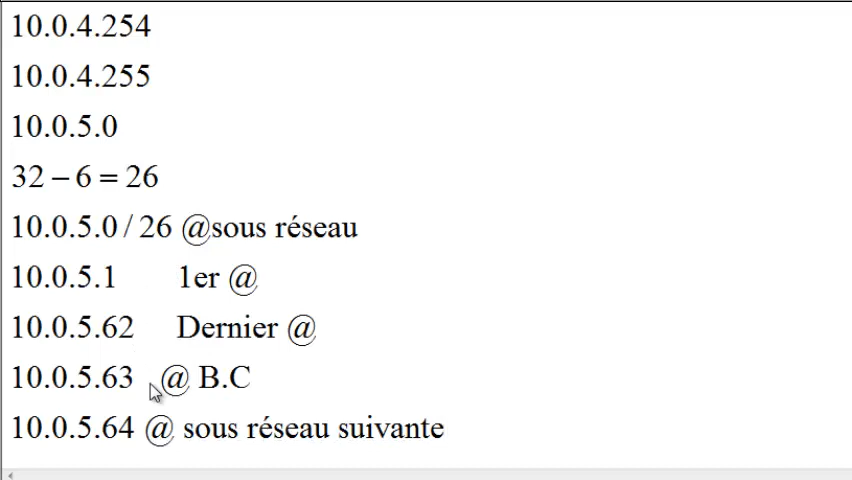 10.0.4.254
10.0.4.255
10.0.5.0
32 − 6 = 26
10.0.5.0 / 26 @sous réseau
10.0.5.1 1er @
10.0.5.62 Dernier @
10.0.5.63 @ B.C
10.0.5.64 @ sous réseau suivante